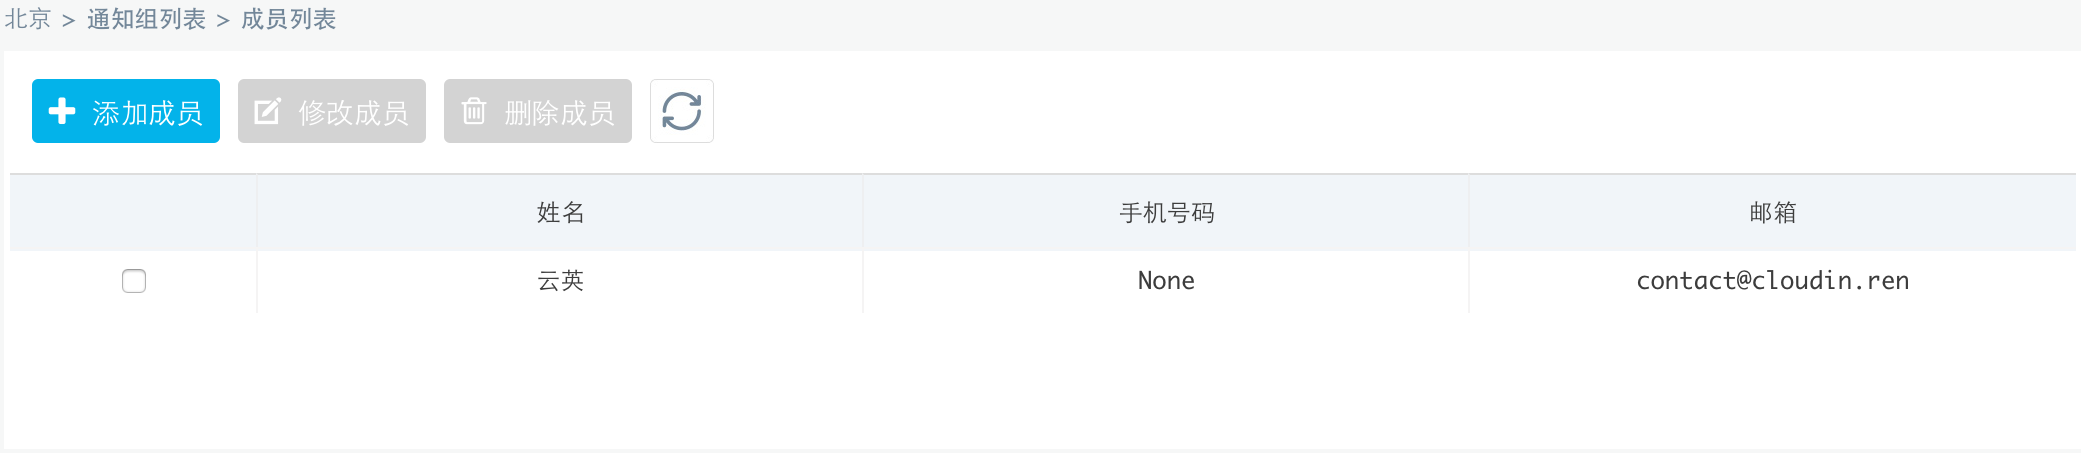 北京 > 通知组列表 > 成员列表
添加成员 修改成员 删除成员
姓名 手机号码 邮箱
云英 None contact@cloudin.ren